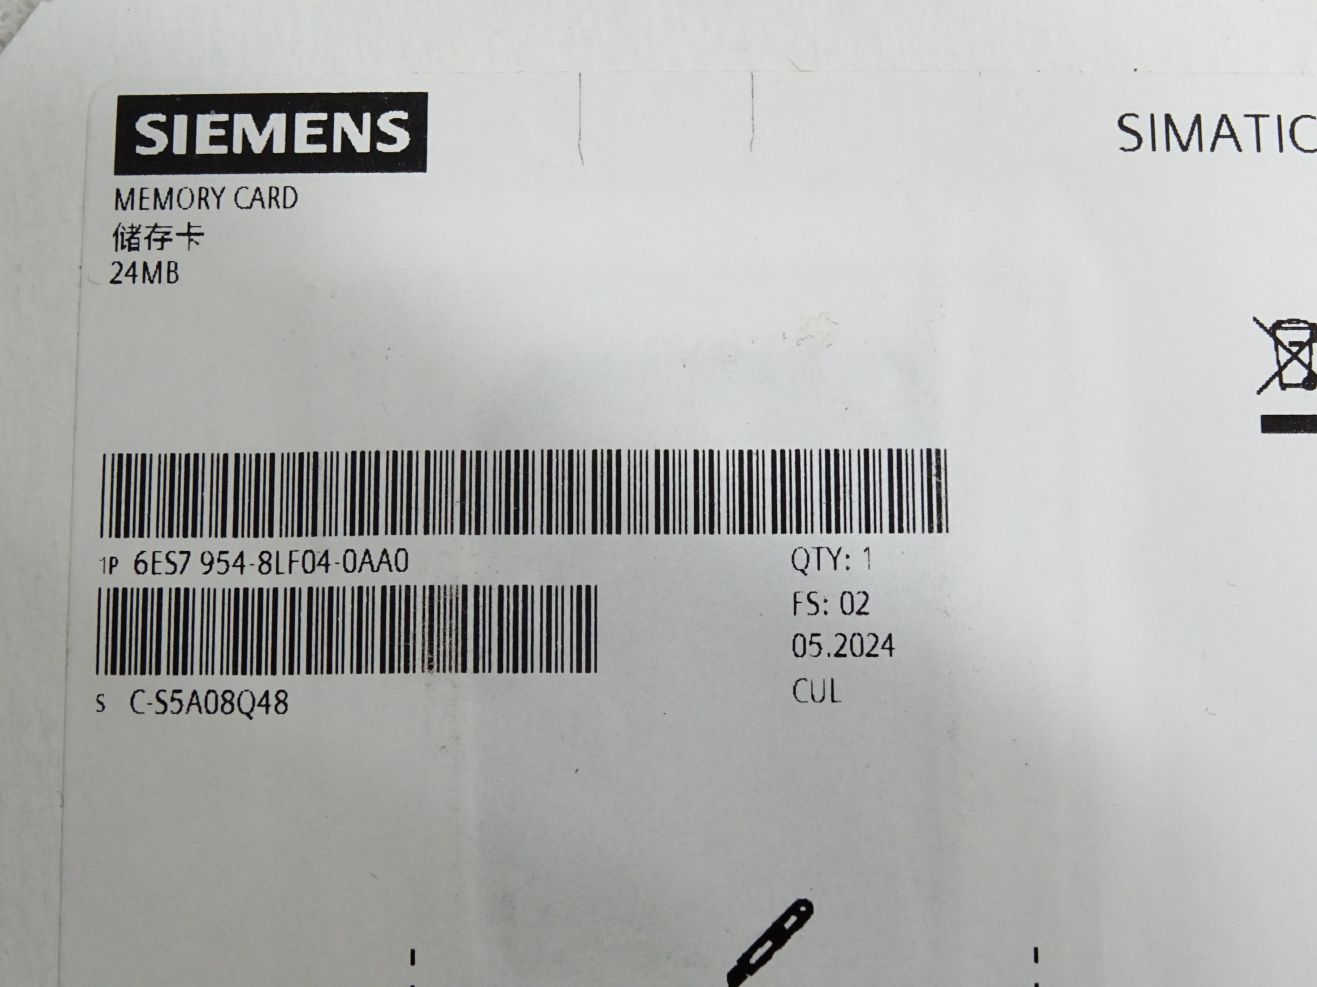 SIEMENS
SIMATIC
MEMORY CARD
储存卡
24MB
1P 6ES7 954-8LF04-0AA0
QTY: 1
FS: 02
05.2024
S C-S5A08Q48
CUL